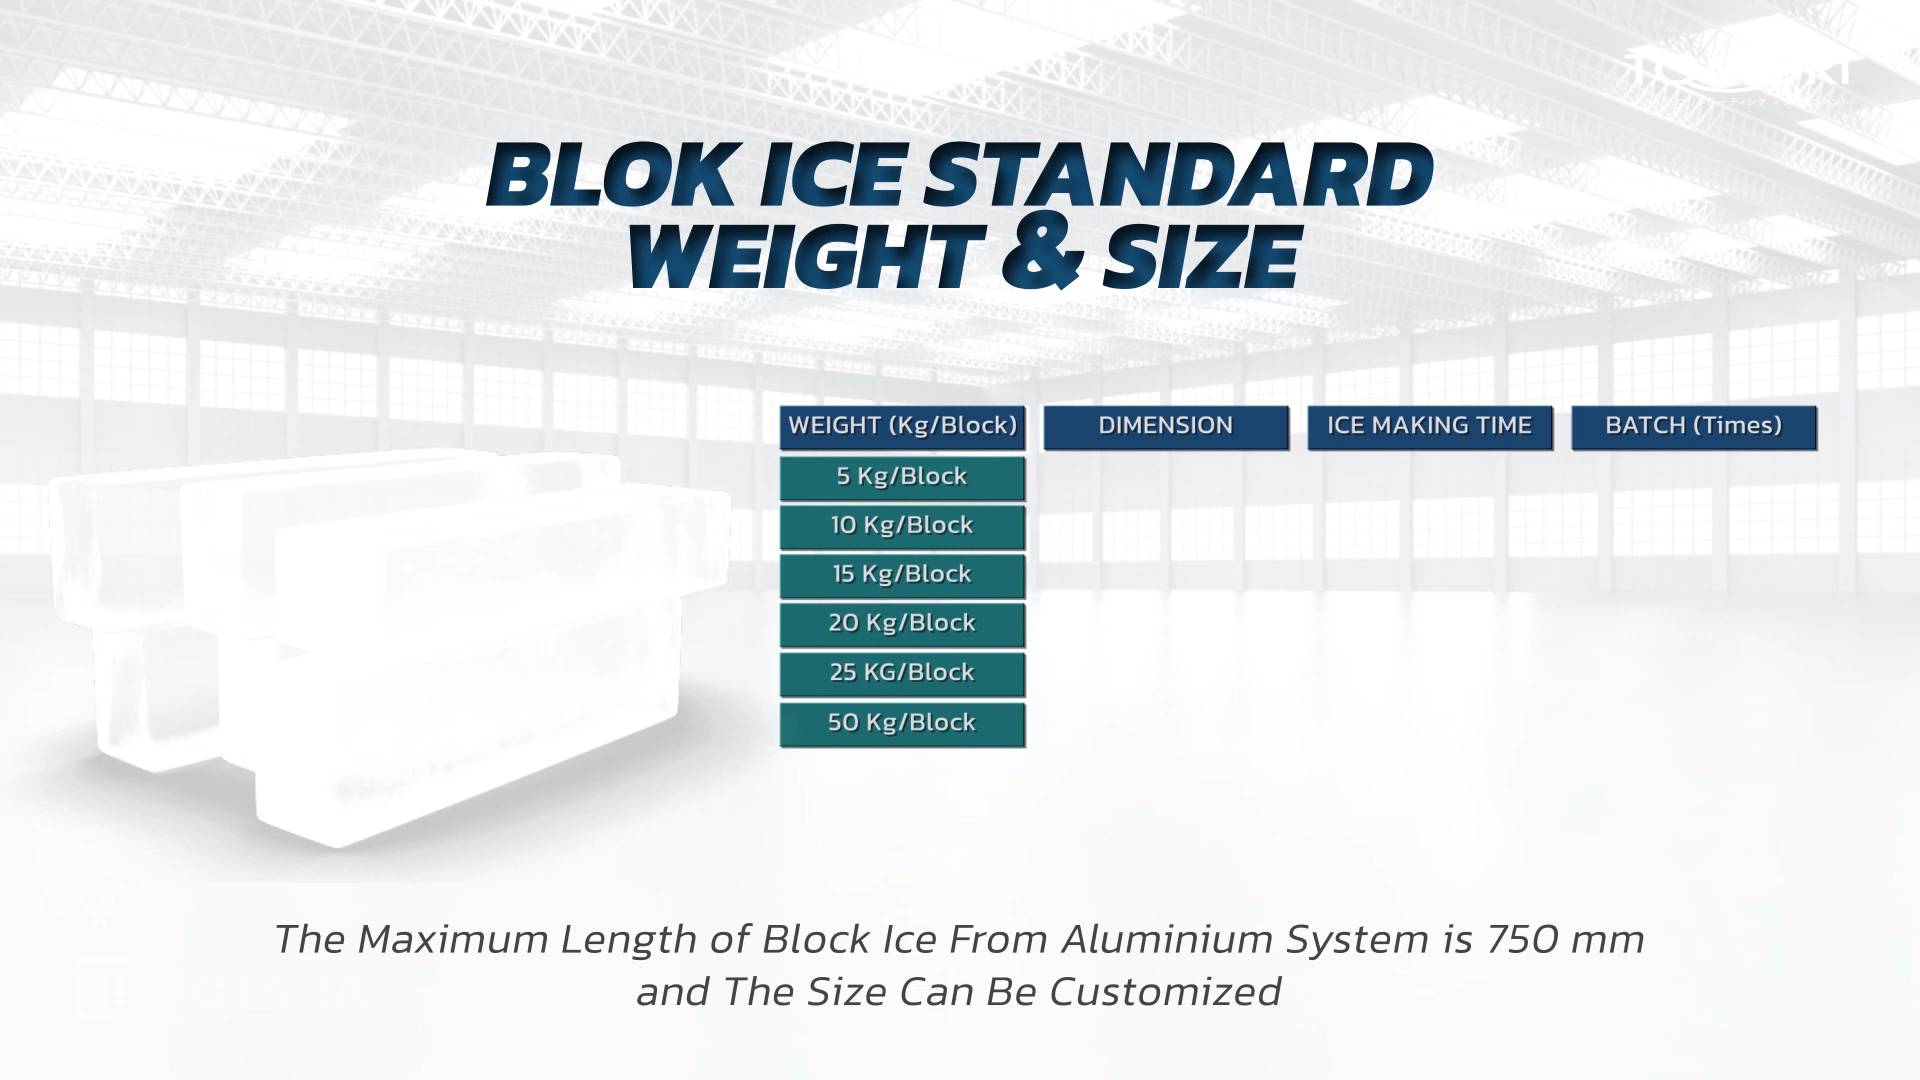 BLOK ICE STANDARD
WEIGHT & SIZE
WEIGHT (Kg/Block) DIMENSION ICE MAKING TIME BATCH (Times)
5 Kg/Block
10 Kg/Block
15 Kg/Block
20 Kg/Block
25 KG/Block
50 Kg/Block
The Maximum Length of Block Ice From Aluminium System is 750 mm
and The Size Can Be Customized